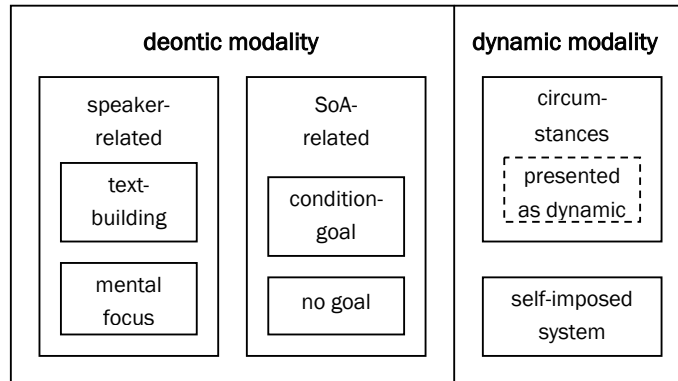 deontic modality
speaker-
related
text-
building
mental
focus
SoA-
related
condition-
goal
no goal
dynamic modality
circum-
stances
presented
as dynamic
self-imposed
system